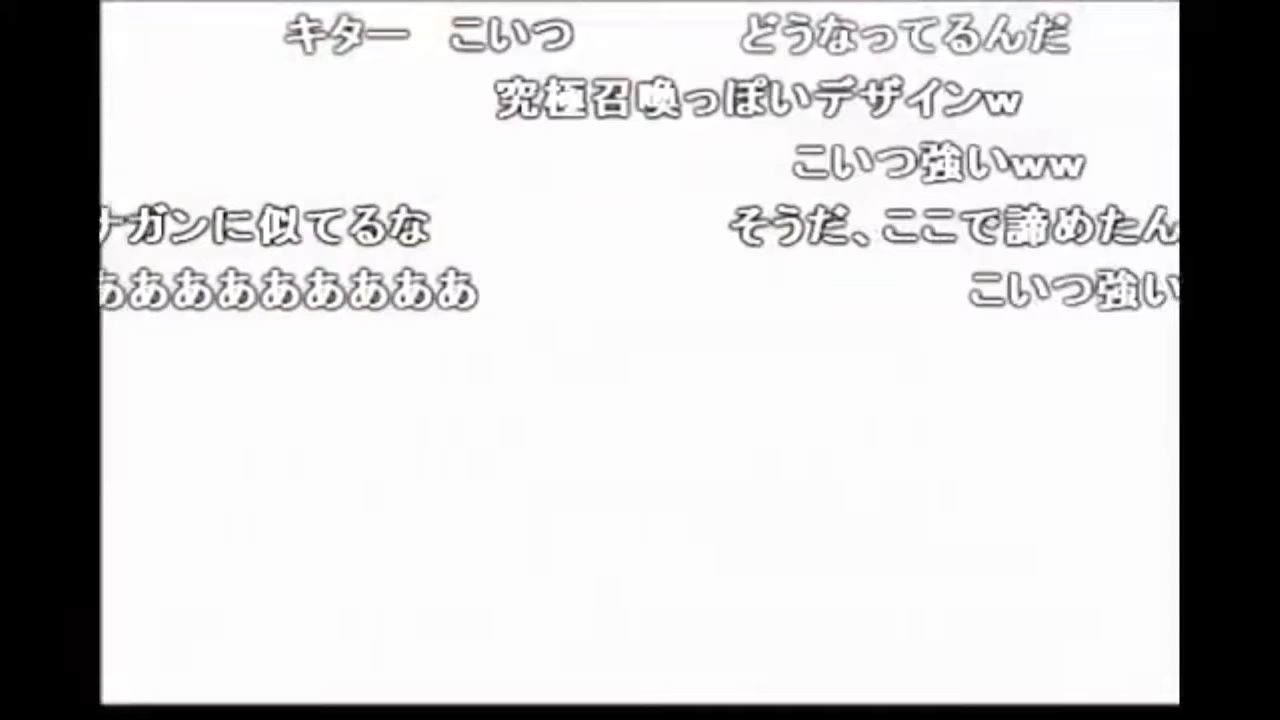 キター　こいつ　どうなってるんだ
究極召喚っぽいデザインw
こいつ強いww
ナガンに似てるな　そうだ、ここで諦めたん
ああああああああああ　こいつ強い